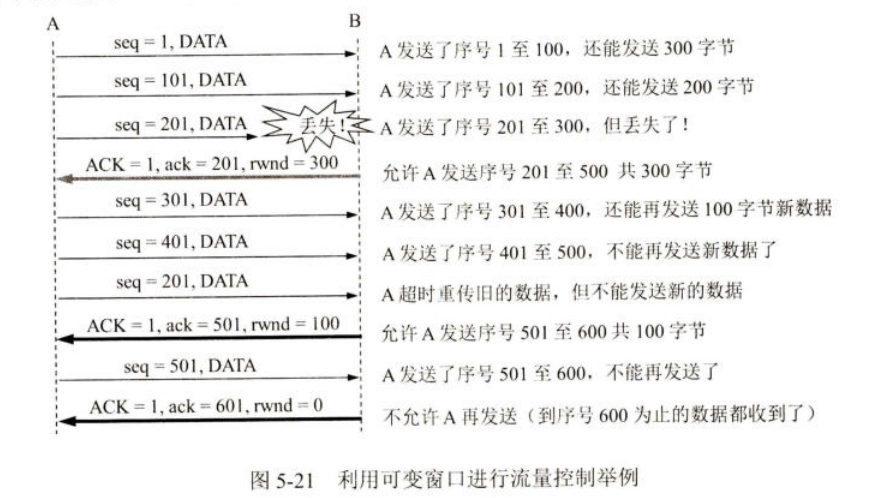 A B
seq = 1, DATA A 发送了序号 1 至 100，还能发送 300 字节
seq = 101, DATA A 发送了序号 101 至 200，还能发送 200 字节
seq = 201, DATA 丢失！ A 发送了序号 201 至 300，但丢失了！
ACK = 1, ack = 201, rwnd = 300 允许 A 发送序号 201 至 500 共 300 字节
seq = 301, DATA A 发送了序号 301 至 400，还能再发送 100 字节新数据
seq = 401, DATA A 发送了序号 401 至 500，不能再发送新数据了
seq = 201, DATA A 超时重传旧的数据，但不能发送新的数据
ACK = 1, ack = 501, rwnd = 100 允许 A 发送序号 501 至 600 共 100 字节
seq = 501, DATA A 发送了序号 501 至 600，不能再发送了
ACK = 1, ack = 601, rwnd = 0 不允许 A 再发送（到序号 600 为止的数据都收到了）
图 5-21 利用可变窗口进行流量控制举例